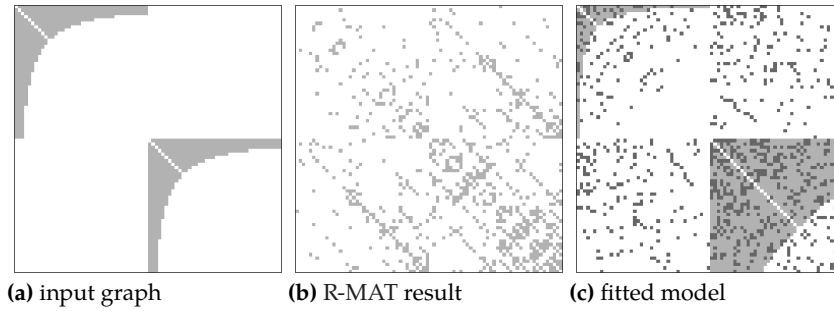 (a) input graph
(b) R-MAT result
(c) fitted model